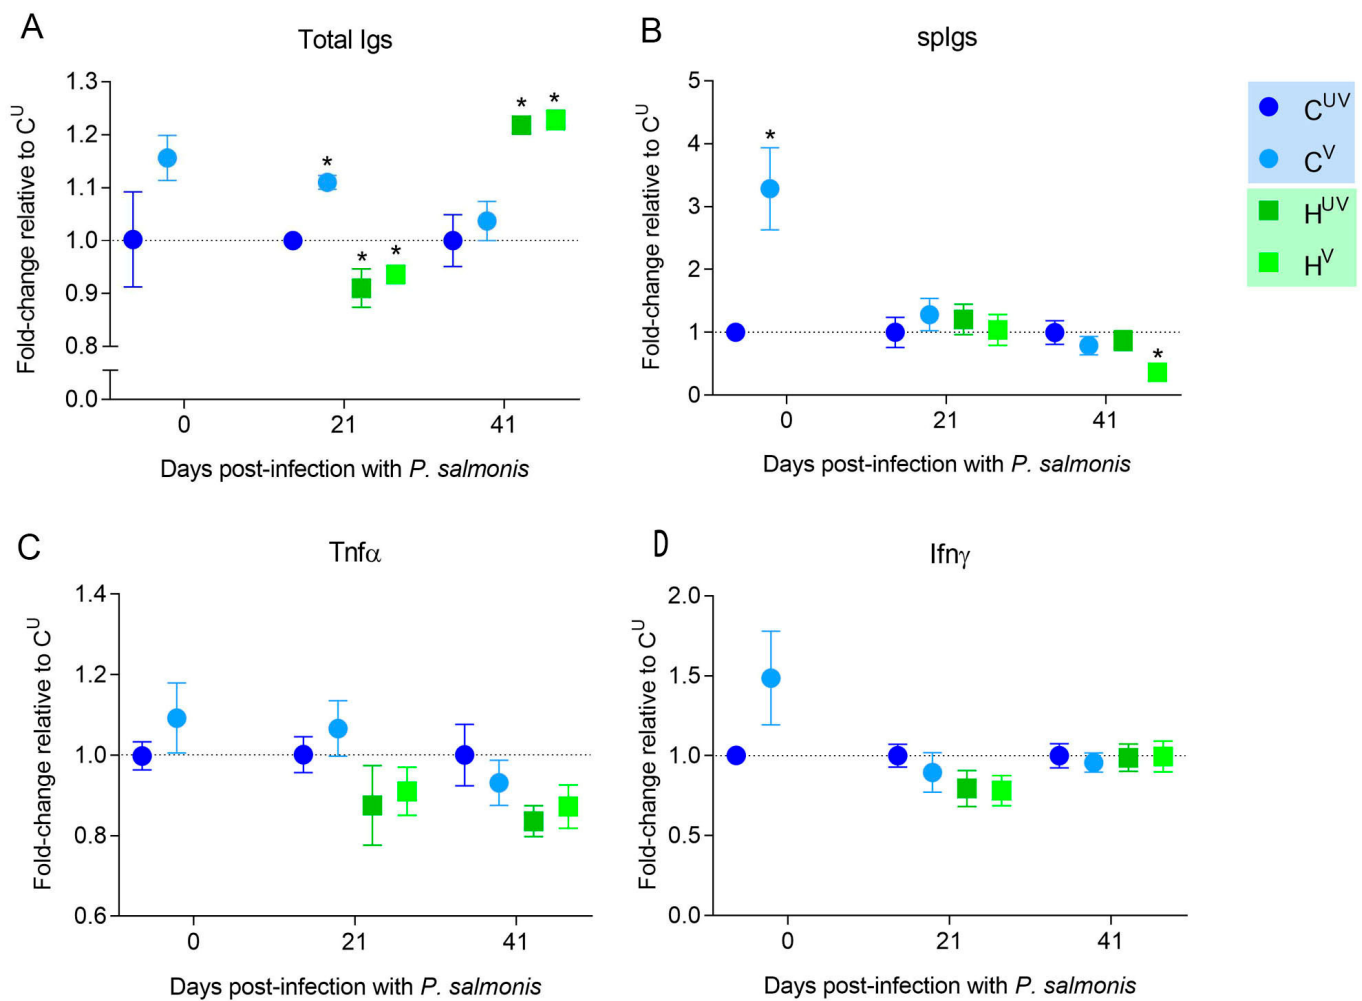 A
Total Igs
Fold-change relative to C^U
1.3
1.2
1.1
1.0
0.9
0.8
0.0
* * * * *
0 21 41
Days post-infection with P. salmonis
B
spIgs
Fold-change relative to C^U
5
4
3
2
1
0
* *
0 21 41
Days post-infection with P. salmonis
C^UV
C^V
H^UV
H^V
C
Tnfα
Fold-change relative to C^U
1.4
1.2
1.0
0.8
0.6
0 21 41
Days post-infection with P. salmonis
D
Ifnγ
Fold-change relative to C^U
2.0
1.5
1.0
0.5
0.0
0 21 41
Days post-infection with P. salmonis